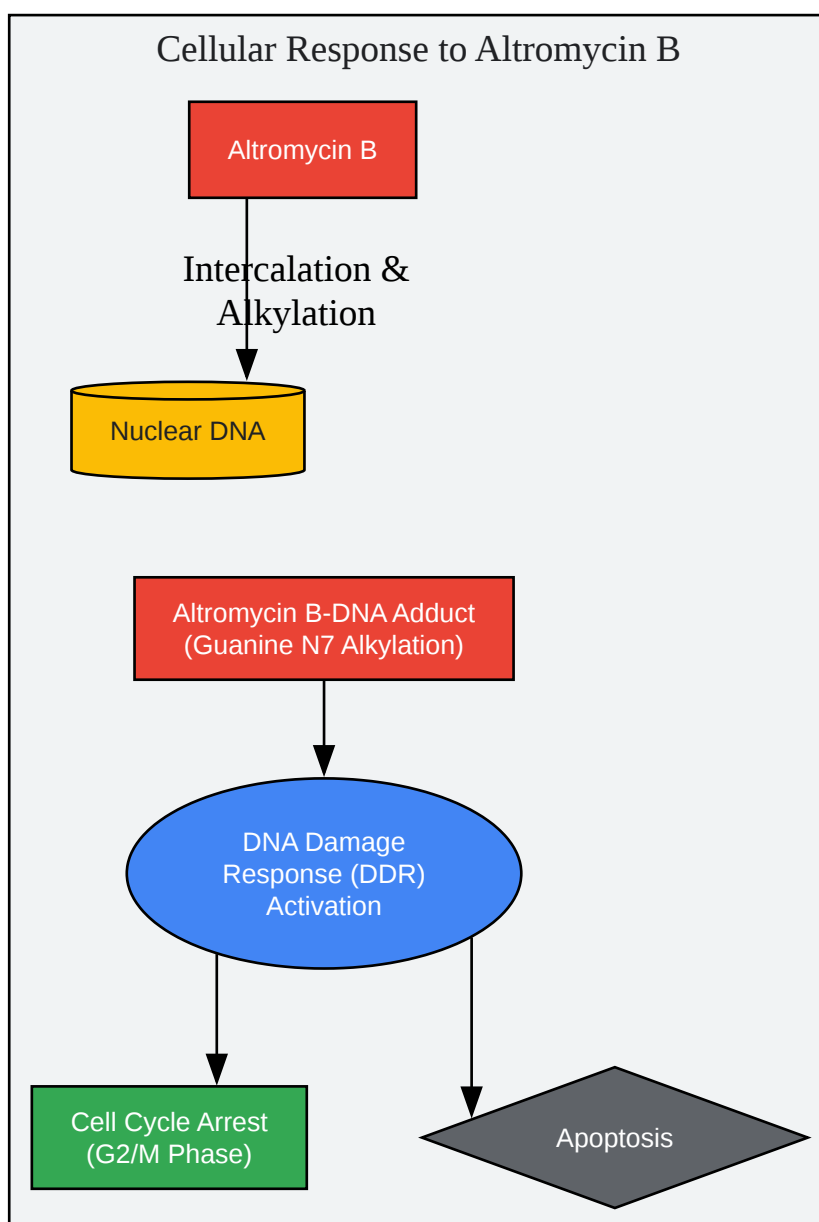 Cellular Response to Altromycin B
Altromycin B
Intercalation &
Alkylation
Nuclear DNA
Altromycin B-DNA Adduct
(Guanine N7 Alkylation)
DNA Damage
Response (DDR)
Activation
Cell Cycle Arrest
(G2/M Phase)
Apoptosis